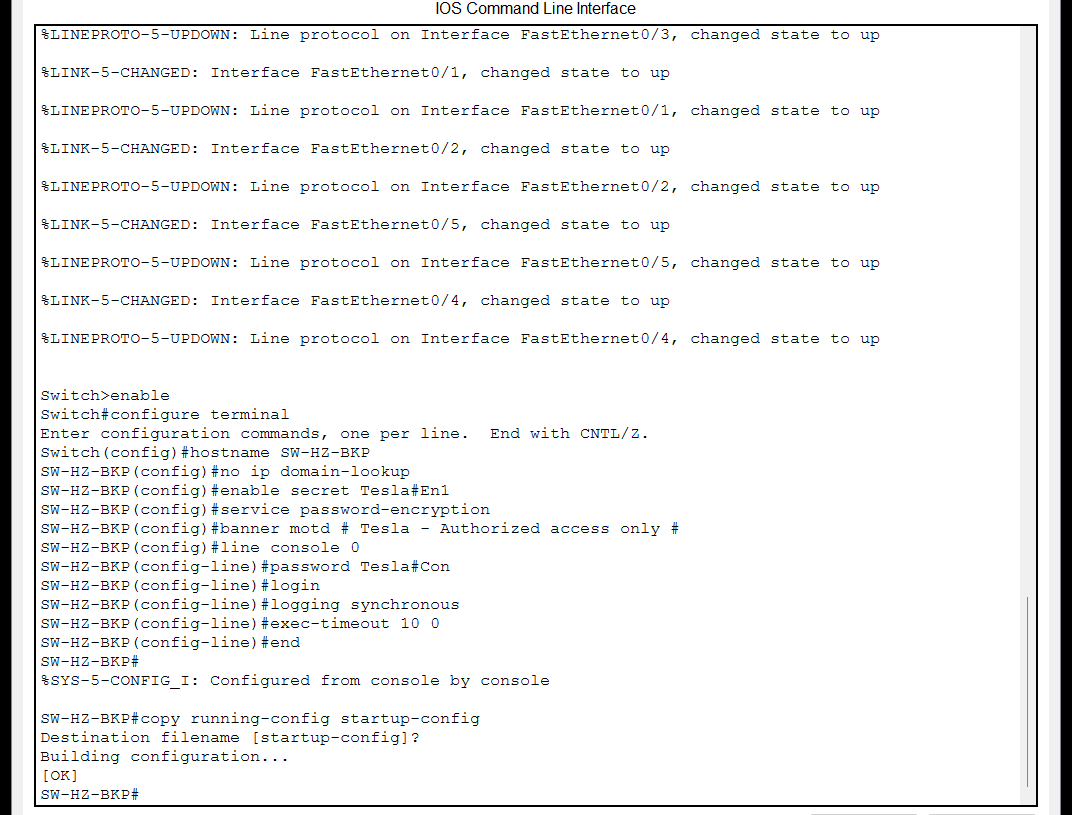 IOS Command Line Interface
%LINEPROTO-5-UPDOWN: Line protocol on Interface FastEthernet0/3, changed state to up
%LINK-5-CHANGED: Interface FastEthernet0/1, changed state to up
%LINEPROTO-5-UPDOWN: Line protocol on Interface FastEthernet0/1, changed state to up
%LINK-5-CHANGED: Interface FastEthernet0/2, changed state to up
%LINEPROTO-5-UPDOWN: Line protocol on Interface FastEthernet0/2, changed state to up
%LINK-5-CHANGED: Interface FastEthernet0/5, changed state to up
%LINEPROTO-5-UPDOWN: Line protocol on Interface FastEthernet0/5, changed state to up
%LINK-5-CHANGED: Interface FastEthernet0/4, changed state to up
%LINEPROTO-5-UPDOWN: Line protocol on Interface FastEthernet0/4, changed state to up
Switch>enable
Switch#configure terminal
Enter configuration commands, one per line.  End with CNTL/Z.
Switch(config)#hostname SW-HZ-BKP
SW-HZ-BKP(config)#no ip domain-lookup
SW-HZ-BKP(config)#enable secret Tesla#En1
SW-HZ-BKP(config)#service password-encryption
SW-HZ-BKP(config)#banner motd # Tesla - Authorized access only #
SW-HZ-BKP(config)#line console 0
SW-HZ-BKP(config-line)#password Tesla#Con
SW-HZ-BKP(config-line)#login
SW-HZ-BKP(config-line)#logging synchronous
SW-HZ-BKP(config-line)#exec-timeout 10 0
SW-HZ-BKP(config-line)#end
SW-HZ-BKP#
%SYS-5-CONFIG_I: Configured from console by console
SW-HZ-BKP#copy running-config startup-config
Destination filename [startup-config]?
Building configuration...
[OK]
SW-HZ-BKP#